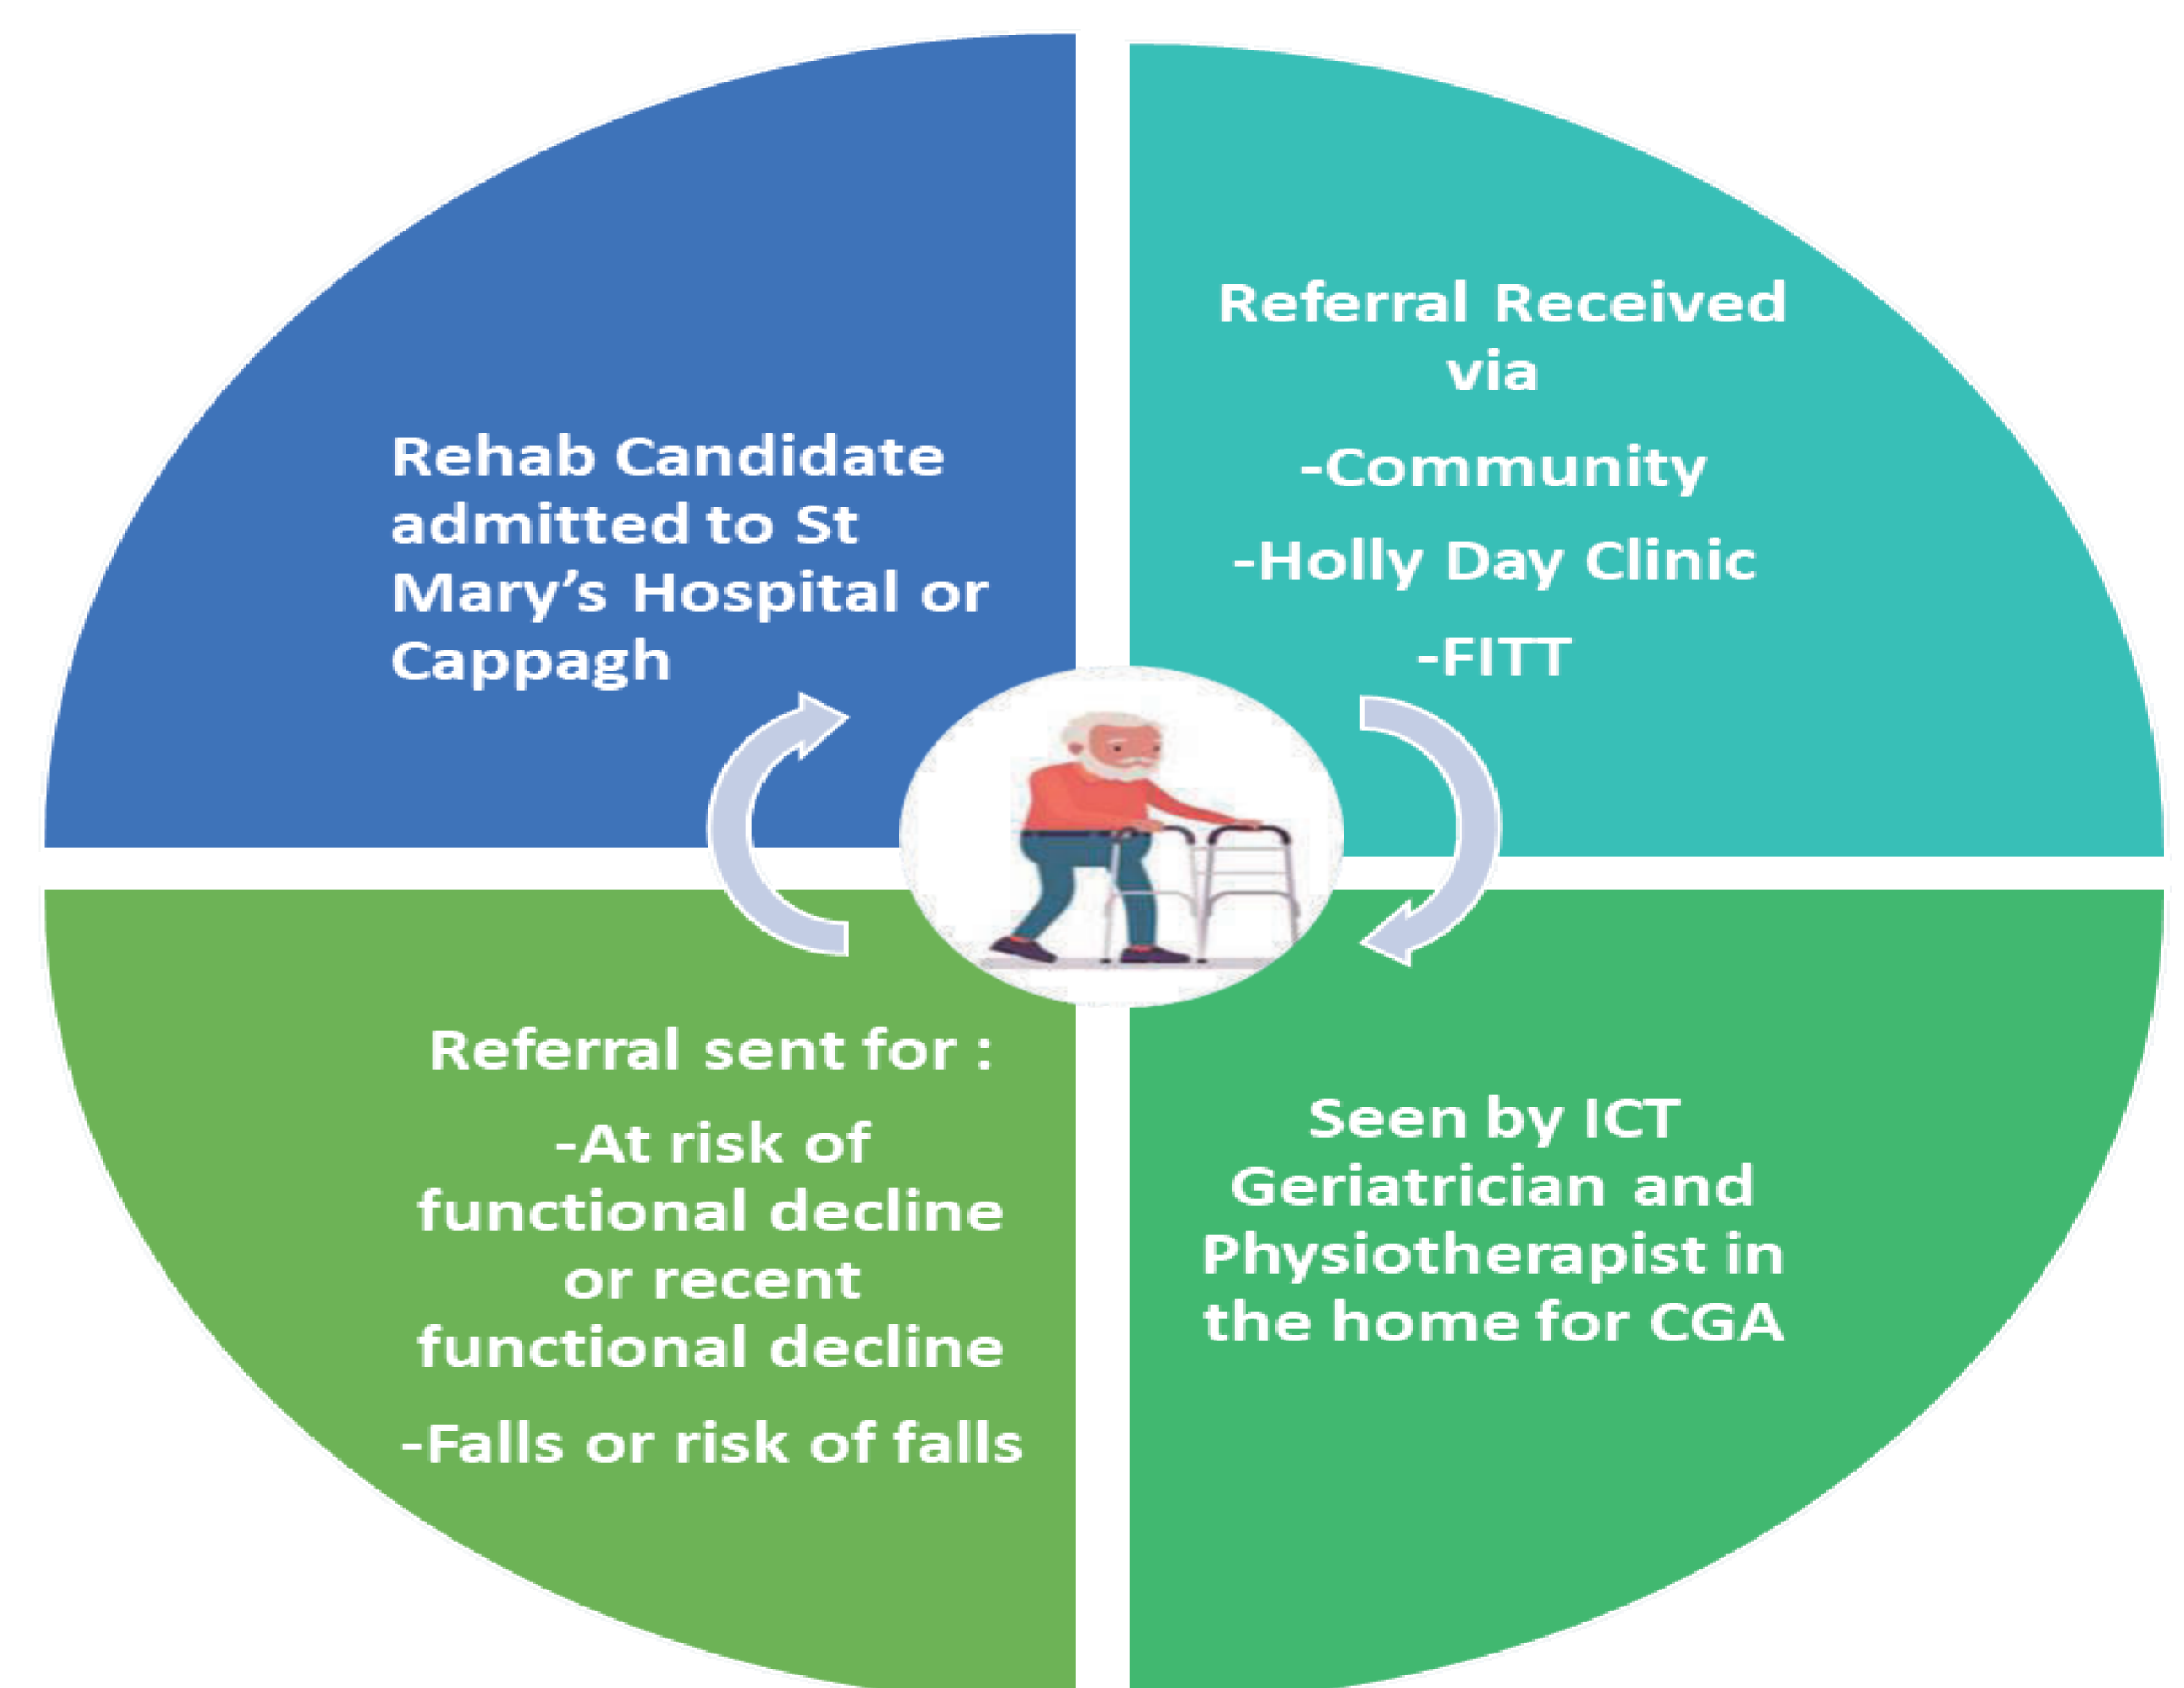 Rehab Candidate
admitted to St
Mary’s Hospital or
Cappagh
Referral Received
via
-Community
-Holly Day Clinic
-FITT
Referral sent for :
-At risk of
functional decline
or recent
functional decline
-Falls or risk of falls
Seen by ICT
Geriatrician and
Physiotherapist in
the home for CGA